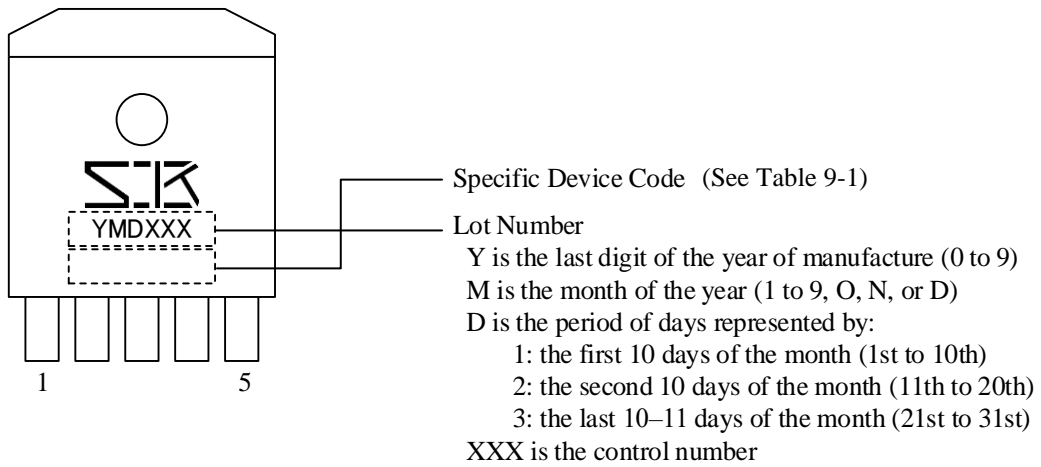 SK
YMDXXX
1 5
Specific Device Code (See Table 9-1)
Lot Number
Y is the last digit of the year of manufacture (0 to 9)
M is the month of the year (1 to 9, O, N, or D)
D is the period of days represented by:
1: the first 10 days of the month (1st to 10th)
2: the second 10 days of the month (11th to 20th)
3: the last 10–11 days of the month (21st to 31st)
XXX is the control number